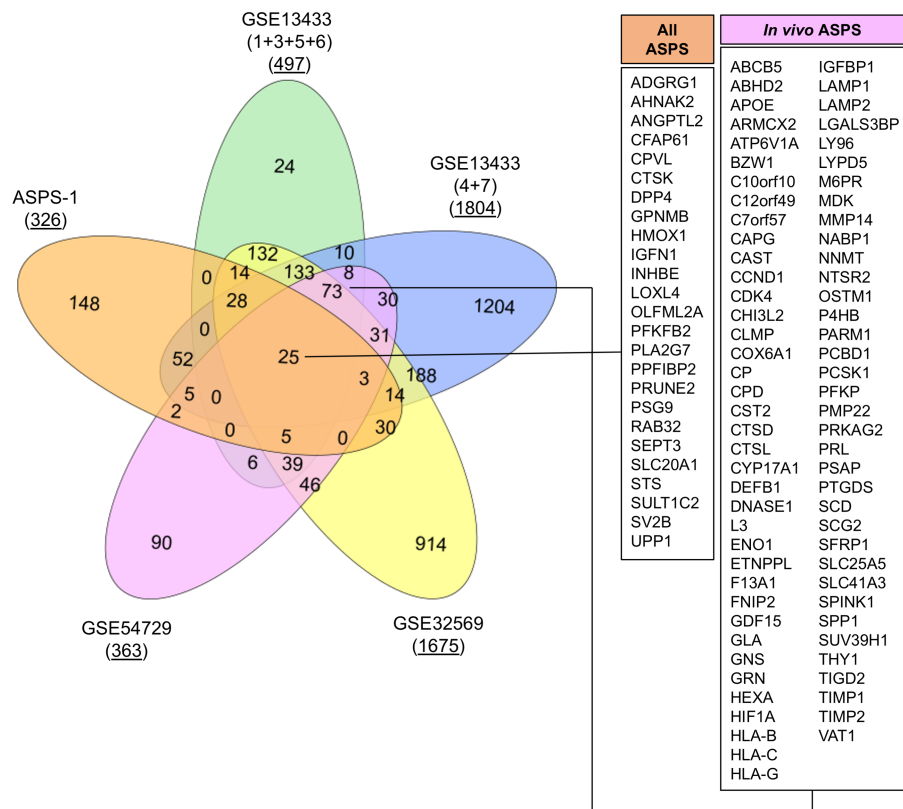 GSE13433
(1+3+5+6)
(497)
GSE13433
(4+7)
(1804)
ASPS-1
(326)
24
132
10
0
14
133
8
148
28
73
30
1204
0
31
25
52
3
188
5
0
14
2
0
5
0
30
6
39
46
90
914
GSE54729
(363)
GSE32569
(1675)
All
ASPS
ADGRG1
AHNAK2
ANGPTL2
CFAP61
CPVL
CTSK
DPP4
GPNMB
HMOX1
IGFN1
INHBE
LOXL4
OLFML2A
PFKFB2
PLA2G7
PPFIBP2
PRUNE2
PSG9
RAB32
SEPT3
SLC20A1
STS
SULT1C2
SV2B
UPP1
In vivo ASPS
ABCB5
ABHD2
APOE
ARMCX2
ATP6V1A
BZW1
C10orf10
C12orf49
C7orf57
CAPG
CAST
CCND1
CDK4
CHI3L2
CLMP
COX6A1
CP
CPD
CST2
CTSD
CTSL
CYP17A1
DEFB1
DNASE1
L3
ENO1
ETNPPL
F13A1
FNIP2
GDF15
GLA
GNS
GRN
HEXA
HIF1A
HLA-B
HLA-C
HLA-G
IGFBP1
LAMP1
LAMP2
LGALS3BP
LY96
LYPD5
M6PR
MDK
MMP14
NABP1
NNMT
NTSR2
OSTM1
P4HB
PARM1
PCBD1
PCSK1
PFKP
PMP22
PRKAG2
PRL
PSAP
PTGDS
SCD
SCG2
SFRP1
SLC25A5
SLC41A3
SPINK1
SPP1
SUV39H1
THY1
TIGD2
TIMP1
TIMP2
VAT1